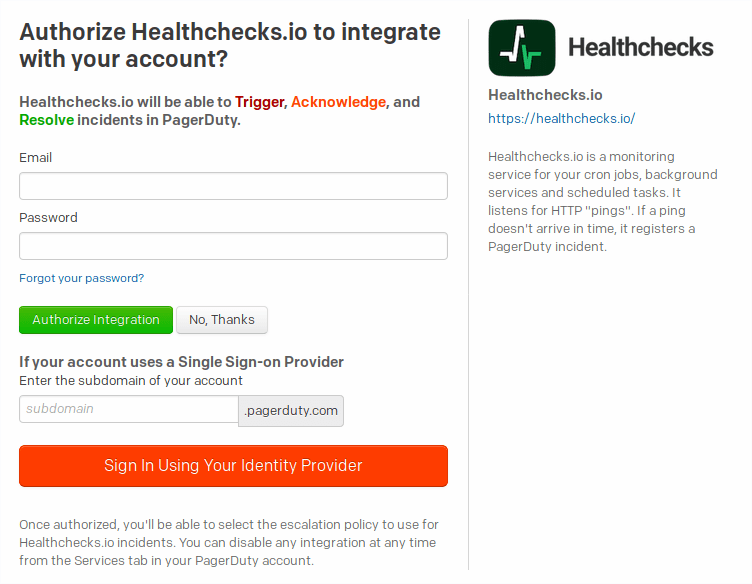 Authorize Healthchecks.io to integrate
with your account?
Healthchecks.io will be able to Trigger, Acknowledge, and
Resolve incidents in PagerDuty.
Email
Password
Forgot your password?
Authorize Integration
No, Thanks
If your account uses a Single Sign-on Provider
Enter the subdomain of your account
subdomain
.pagerduty.com
Sign In Using Your Identity Provider
Once authorized, you'll be able to select the escalation policy to use for
Healthchecks.io incidents. You can disable any integration at any time
from the Services tab in your PagerDuty account.
Healthchecks
Healthchecks.io
https://healthchecks.io/
Healthchecks.io is a monitoring
service for your cron jobs, background
services and scheduled tasks. It
listens for HTTP "pings". If a ping
doesn't arrive in time, it registers a
PagerDuty incident.